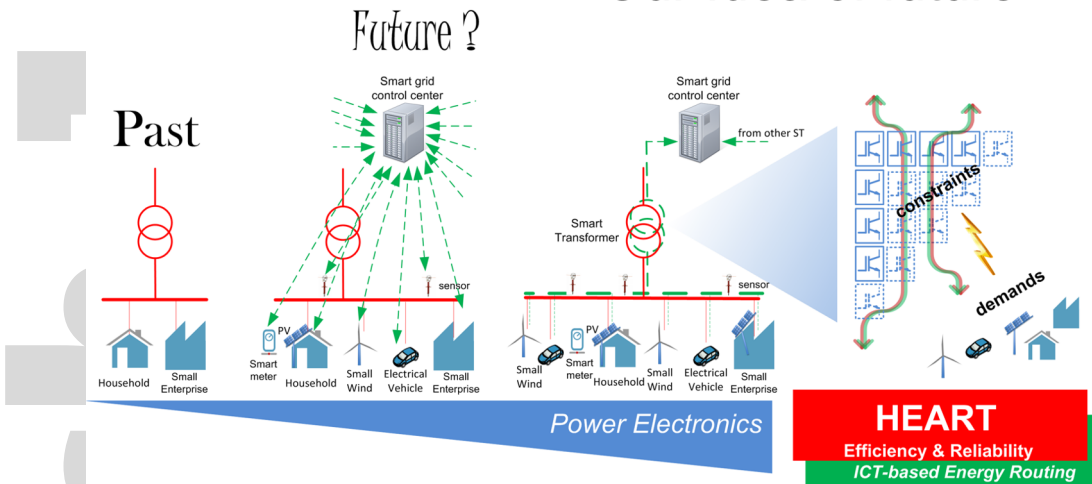 Future ?
Past
Smart grid
control center
sensor
PV
Smart
meter
Household
Small
Enterprise
Household
Small
Wind
Electrical
Vehicle
Small
Enterprise
Smart grid
control center
from other ST
Smart
Transformer
sensor
PV
Small
Wind
Smart
meter
Household
Small
Wind
Electrical
Vehicle
Small
Enterprise
constraints
demands
Power Electronics
HEART
Efficiency & Reliability
ICT-based Energy Routing